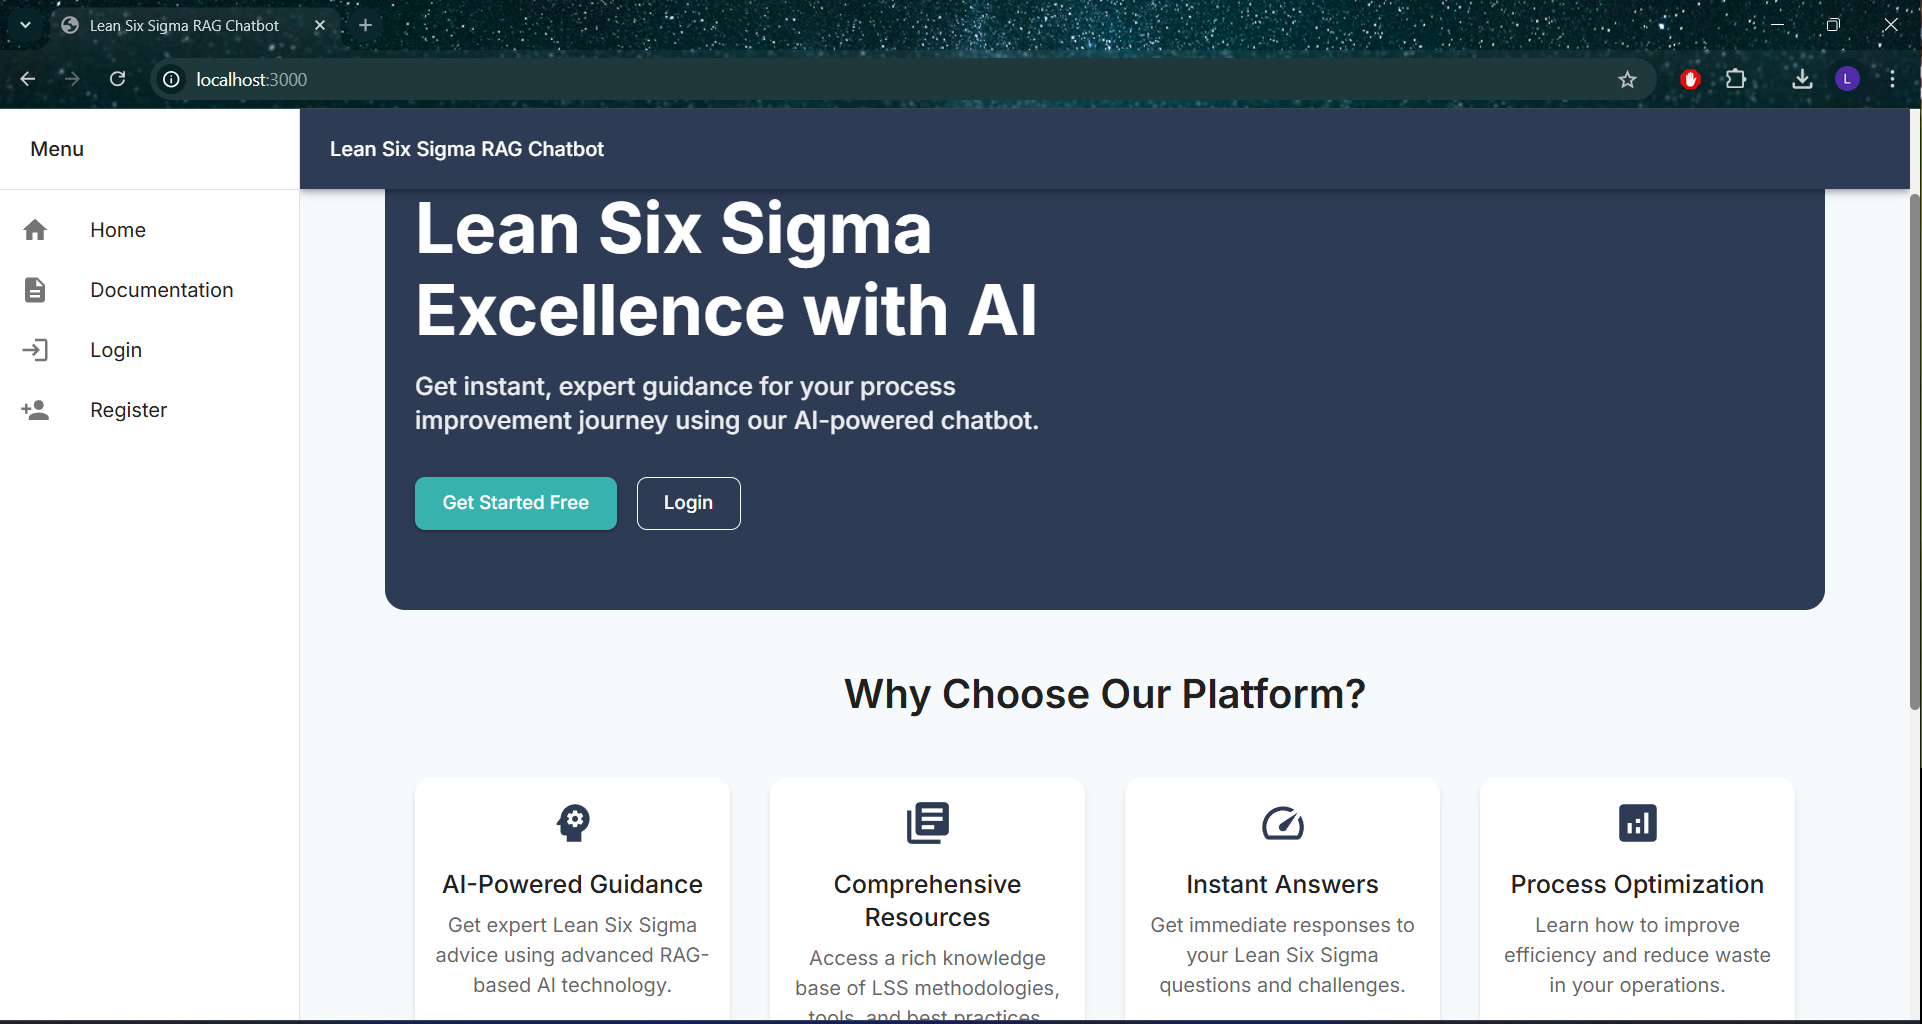 Lean Six Sigma RAG Chatbot
localhost:3000
L
Menu
Lean Six Sigma RAG Chatbot
Home
Documentation
Login
Register
Lean Six Sigma
Excellence with AI
Get instant, expert guidance for your process
improvement journey using our AI-powered chatbot.
Get Started Free
Login
Why Choose Our Platform?
AI-Powered Guidance
Get expert Lean Six Sigma
advice using advanced RAG-
based AI technology.
Comprehensive
Resources
Access a rich knowledge
base of LSS methodologies,
tools, and best practices
Instant Answers
Get immediate responses to
your Lean Six Sigma
questions and challenges.
Process Optimization
Learn how to improve
efficiency and reduce waste
in your operations.